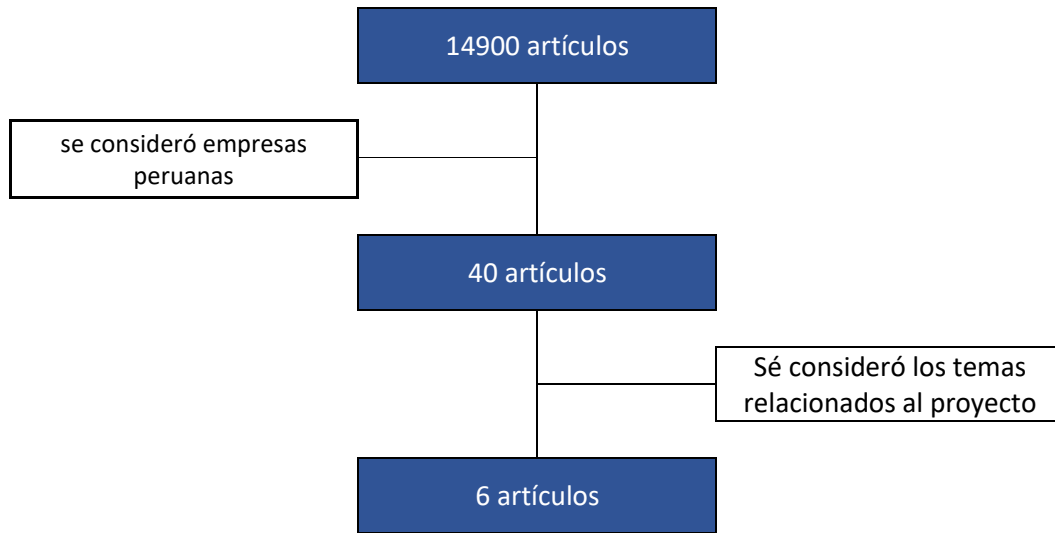 14900 artículos
se consideró empresas
peruanas
40 artículos
Sé consideró los temas
relacionados al proyecto
6 artículos